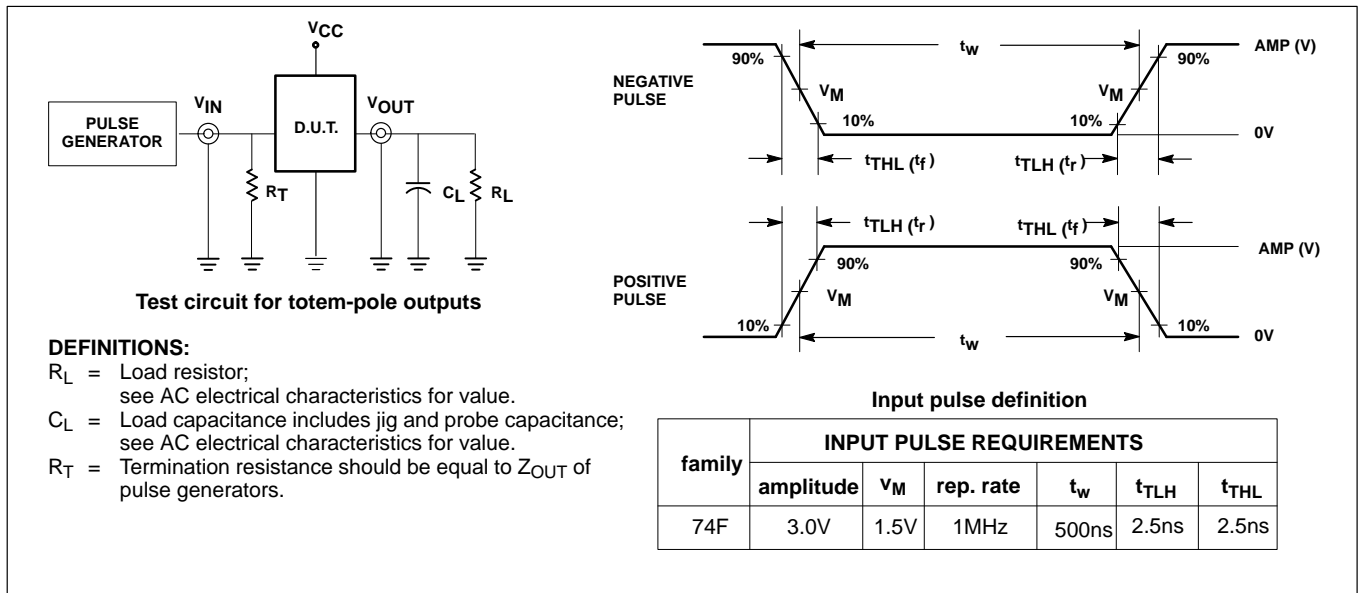 VCC
VIN
VOUT
PULSE
GENERATOR
D.U.T.
RT
CL
RL
Test circuit for totem-pole outputs
DEFINITIONS:
RL = Load resistor;
see AC electrical characteristics for value.
CL = Load capacitance includes jig and probe capacitance;
see AC electrical characteristics for value.
RT = Termination resistance should be equal to ZOUT of
pulse generators.
NEGATIVE
PULSE
90%
tw
90%
AMP (V)
VM
VM
10%
10%
0V
tTHL (tf )
tTLH (tr )
tTLH (tr )
tTHL (tf )
AMP (V)
POSITIVE
PULSE
90%
90%
VM
VM
10%
tw
10%
0V
Input pulse definition
family
INPUT PULSE REQUIREMENTS
amplitude VM rep. rate tw tTLH tTHL
74F 3.0V 1.5V 1MHz 500ns 2.5ns 2.5ns